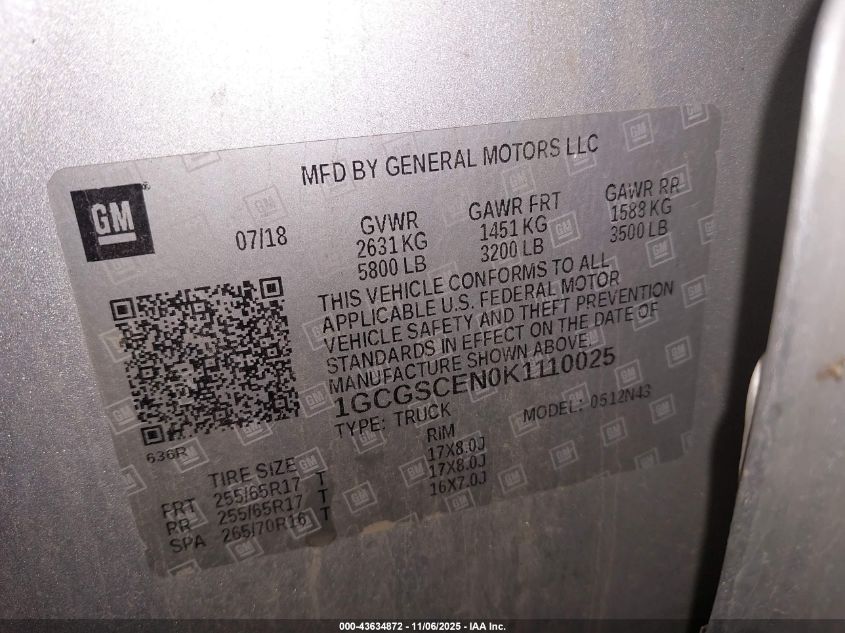 MFD BY GENERAL MOTORS LLC
GM
07/18
GVWR GAWR FRT GAWR RR
2631 KG 1451 KG 1588 KG
5800 LB 3200 LB 3500 LB
THIS VEHICLE CONFORMS TO ALL
APPLICABLE U.S. FEDERAL MOTOR
VEHICLE SAFETY AND THEFT PREVENTION
STANDARDS IN EFFECT ON THE DATE OF
MANUFACTURE SHOWN ABOVE.
1GCGSCEN0K1110025
TYPE: TRUCK MODEL: 0512N43
636R
TIRE SIZE RIM
FRT 255/65R17 T 17X8.0J
RR 255/65R17 T 17X8.0J
SPA 265/70R16 T 16X7.0J
000-43634872 - 11/06/2025 - IAA Inc.